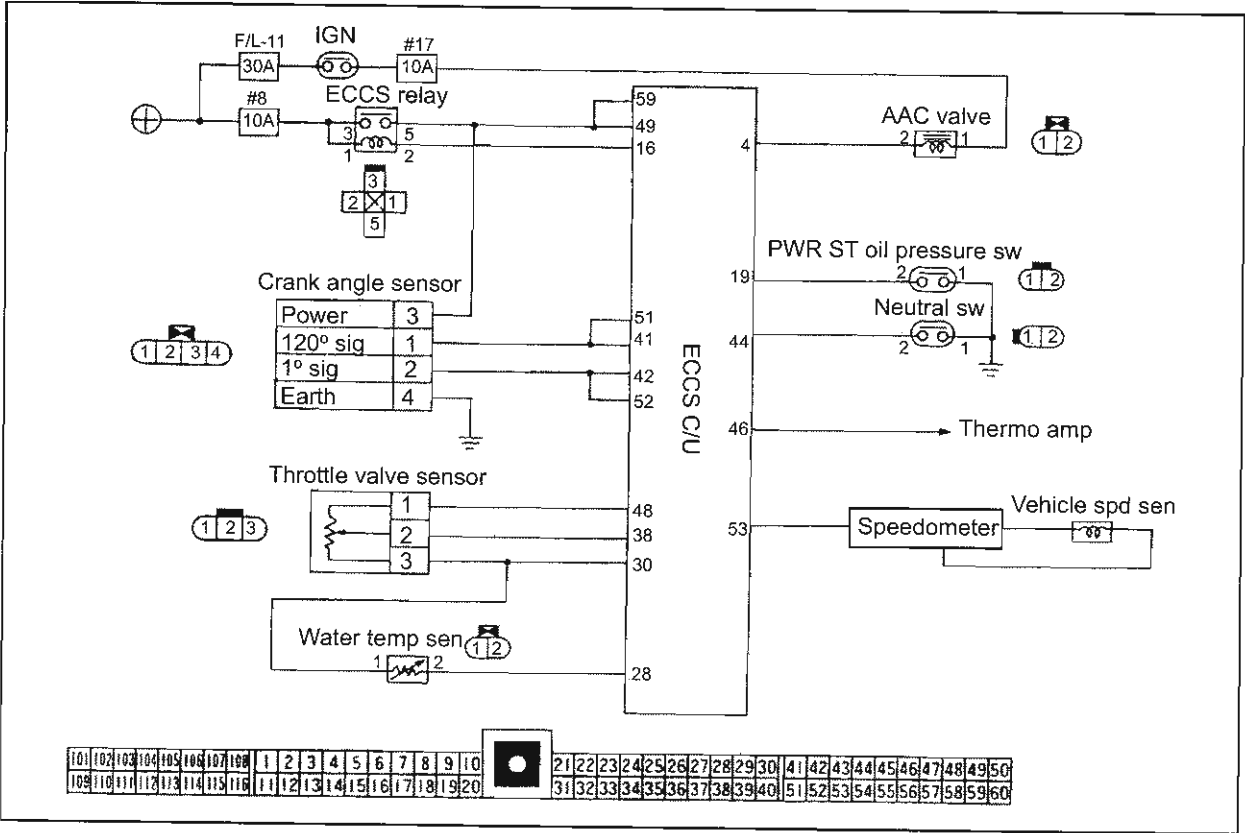 F/L-11 IGN #17
30A 10A
#8 ECCS relay
10A
3 5
1 2
3
2 1
5
59
49
16
4
AAC valve
2 1
1 2
PWR ST oil pressure sw
19 2 1
1 2
Neutral sw
44 2 1
1 2
Crank angle sensor
Power 3
120° sig 1
1° sig 2
Earth 4
1 2 3 4
51
41
42
52
ECCS C/U
46 Thermo amp
Throttle valve sensor
1
2
3
1 2 3
48
38
30
53 Speedometer Vehicle spd sen
Water temp sen
1 2
1 2
28
101 102 103 104 105 106 107 108 1 2 3 4 5 6 7 8 9 10 21 22 23 24 25 26 27 28 29 30 41 42 43 44 45 46 47 48 49 50
109 110 111 112 113 114 115 116 11 12 13 14 15 16 17 18 19 20 31 32 33 34 35 36 37 38 39 40 51 52 53 54 55 56 57 58 59 60